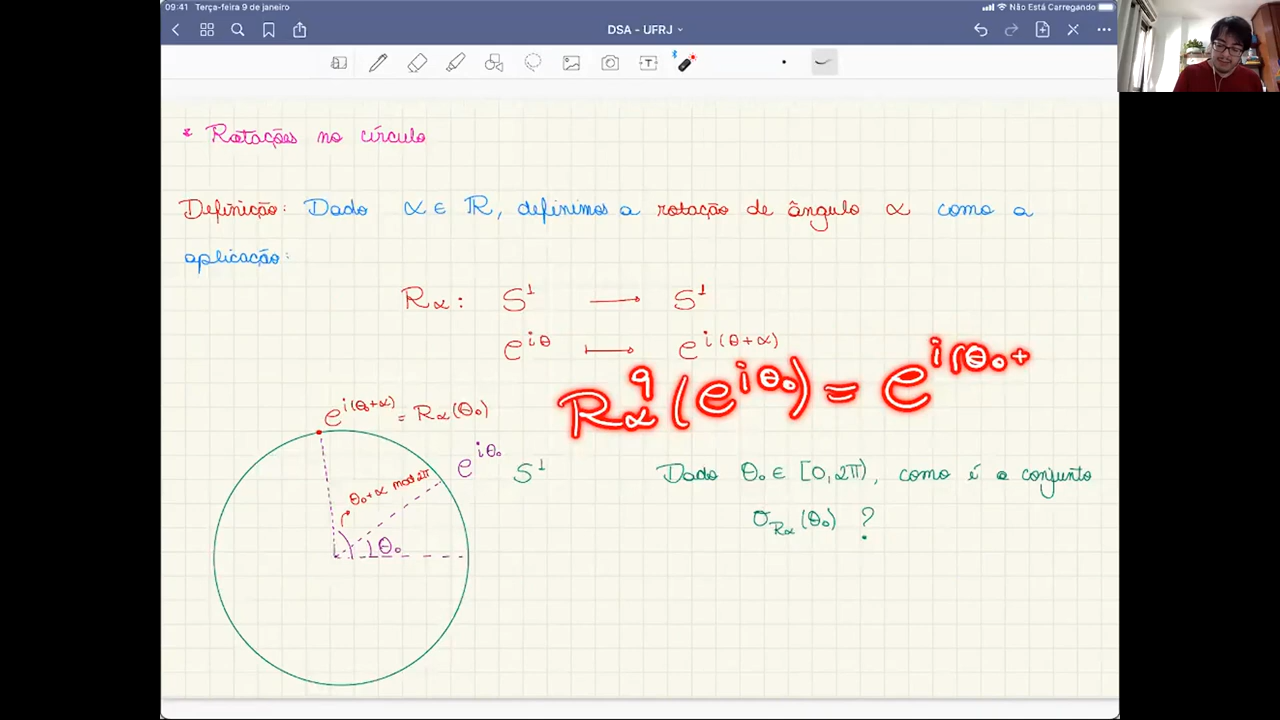 09:41 Terça-feira 9 de janeiro
Não Está Carregando
DSA - UFRJ
T
* Rotações no círculo
Definição: Dado α ∈ ℝ, definimos a rotação de ângulo α como a
aplicação:
Rα: S¹ → S¹
e^{iθ} ↦ e^{i(θ+α)}
Rα^q(e^{iθ₀}) = e^{i(θ₀+
e^{i(θ₀+α)} = Rα(θ₀)
e^{iθ₀} S¹
θ₀+α mod 2π
θ₀
Dado θ₀ ∈ [0,2π), como é o conjunto
O_{Rα}(θ₀) ?